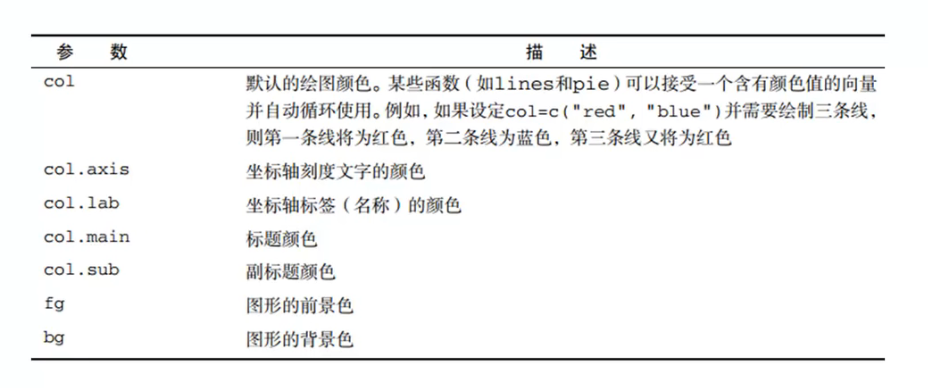 参 数 描 述
col 默认的绘图颜色。某些函数（如lines和pie）可以接受一个含有颜色值的向量
并自动循环使用。例如，如果设定col=c("red", "blue")并需要绘制三条线，
则第一条线将为红色，第二条线为蓝色，第三条线又将为红色
col.axis 坐标轴刻度文字的颜色
col.lab 坐标轴标签（名称）的颜色
col.main 标题颜色
col.sub 副标题颜色
fg 图形的前景色
bg 图形的背景色